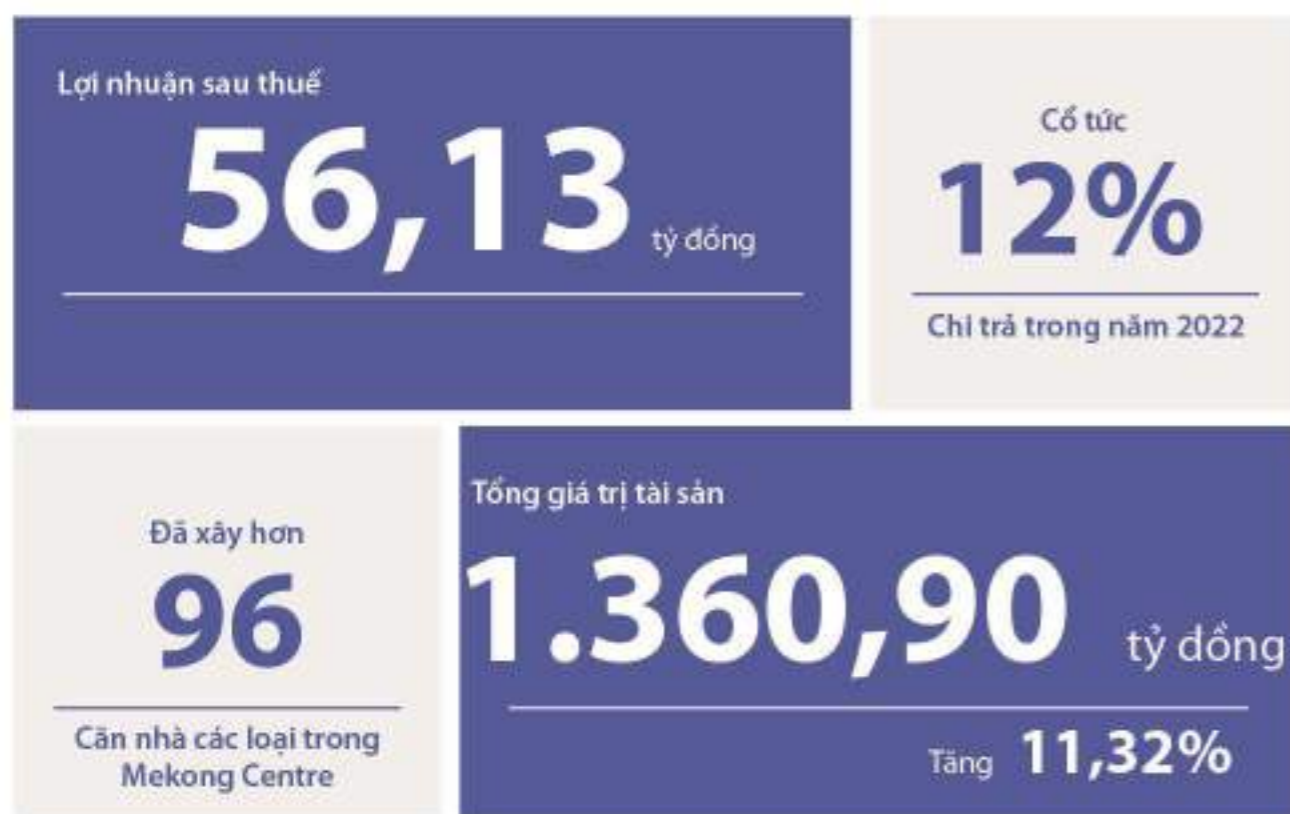 Lợi nhuận sau thuế
56,13 tỷ đồng
Cổ tức
12%
Chi trả trong năm 2022
Đã xây hơn
96
Căn nhà các loại trong
Mekong Centre
Tổng giá trị tài sản
1.360,90 tỷ đồng
Tăng 11,32%